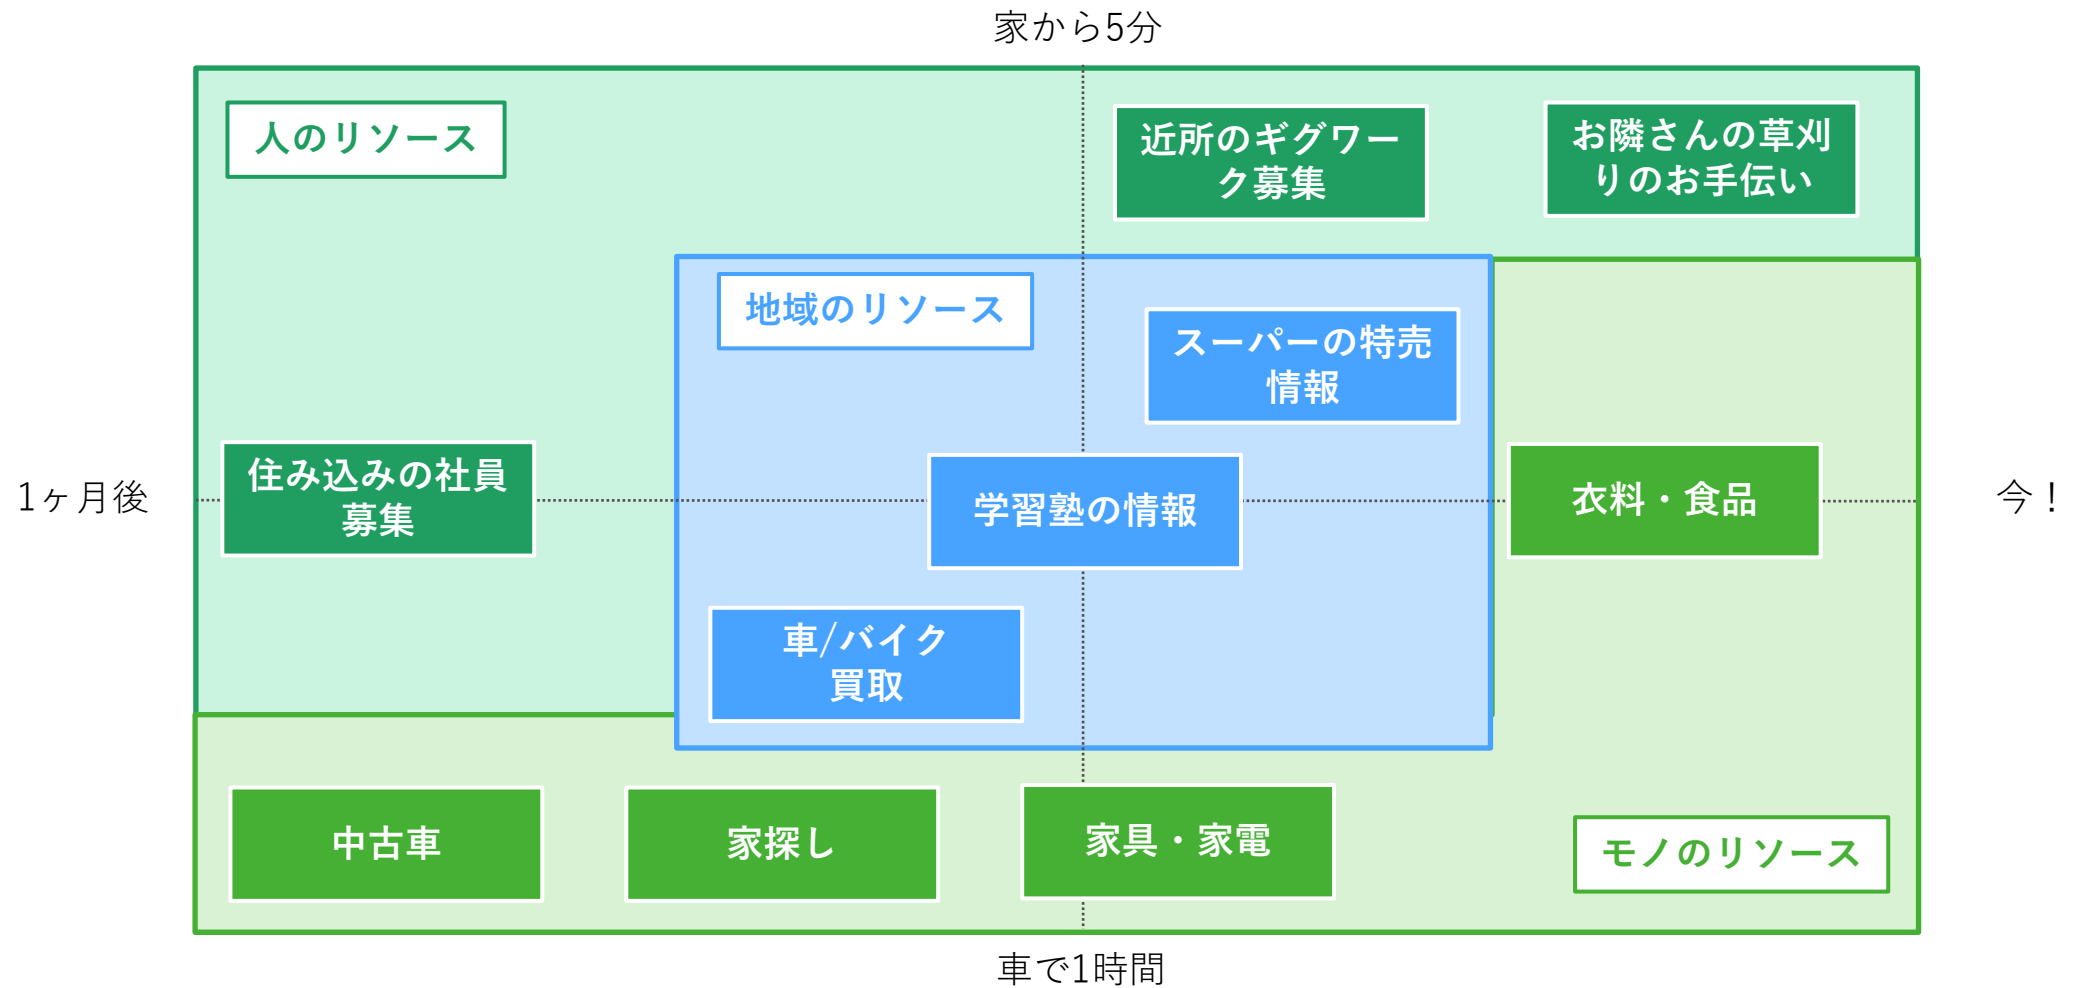 家から5分
人のリソース
近所のギグワー
ク募集
お隣さんの草刈
りのお手伝い
地域のリソース
スーパーの特売
情報
1ヶ月後
住み込みの社員
募集
学習塾の情報
衣料・食品
今！
車/バイク
買取
中古車
家探し
家具・家電
モノのリソース
車で1時間